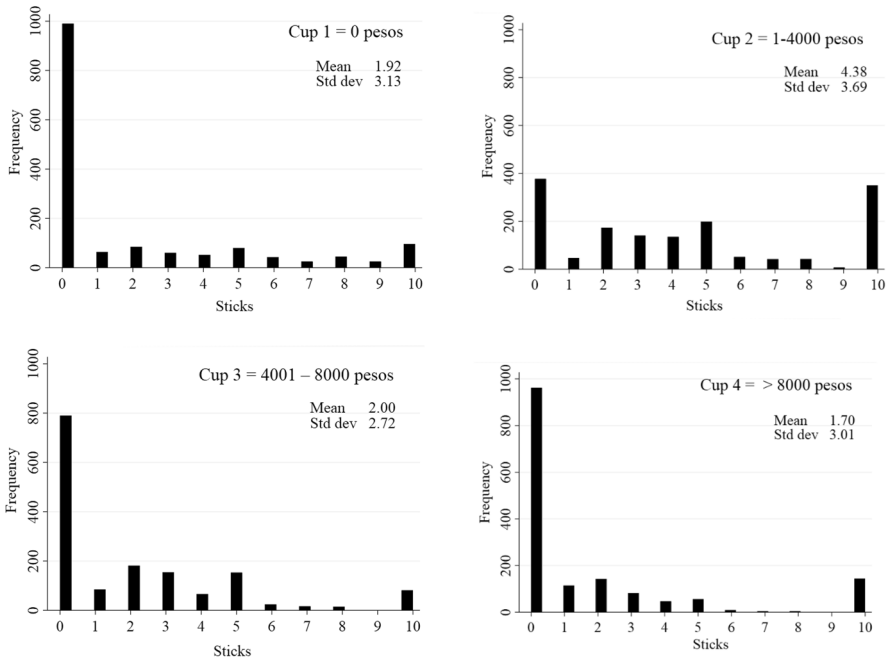 Cup 1 = 0 pesos
Mean 1.92
Std dev 3.13
Frequency
1000
800
600
400
200
0
0 1 2 3 4 5 6 7 8 9 10
Sticks
Cup 2 = 1-4000 pesos
Mean 4.38
Std dev 3.69
Frequency
1000
800
600
400
200
0
0 1 2 3 4 5 6 7 8 9 10
Sticks
Cup 3 = 4001 – 8000 pesos
Mean 2.00
Std dev 2.72
Frequency
1000
800
600
400
200
0
0 1 2 3 4 5 6 7 8 9 10
Sticks
Cup 4 = > 8000 pesos
Mean 1.70
Std dev 3.01
Frequency
1000
800
600
400
200
0
0 1 2 3 4 5 6 7 8 9 10
Sticks